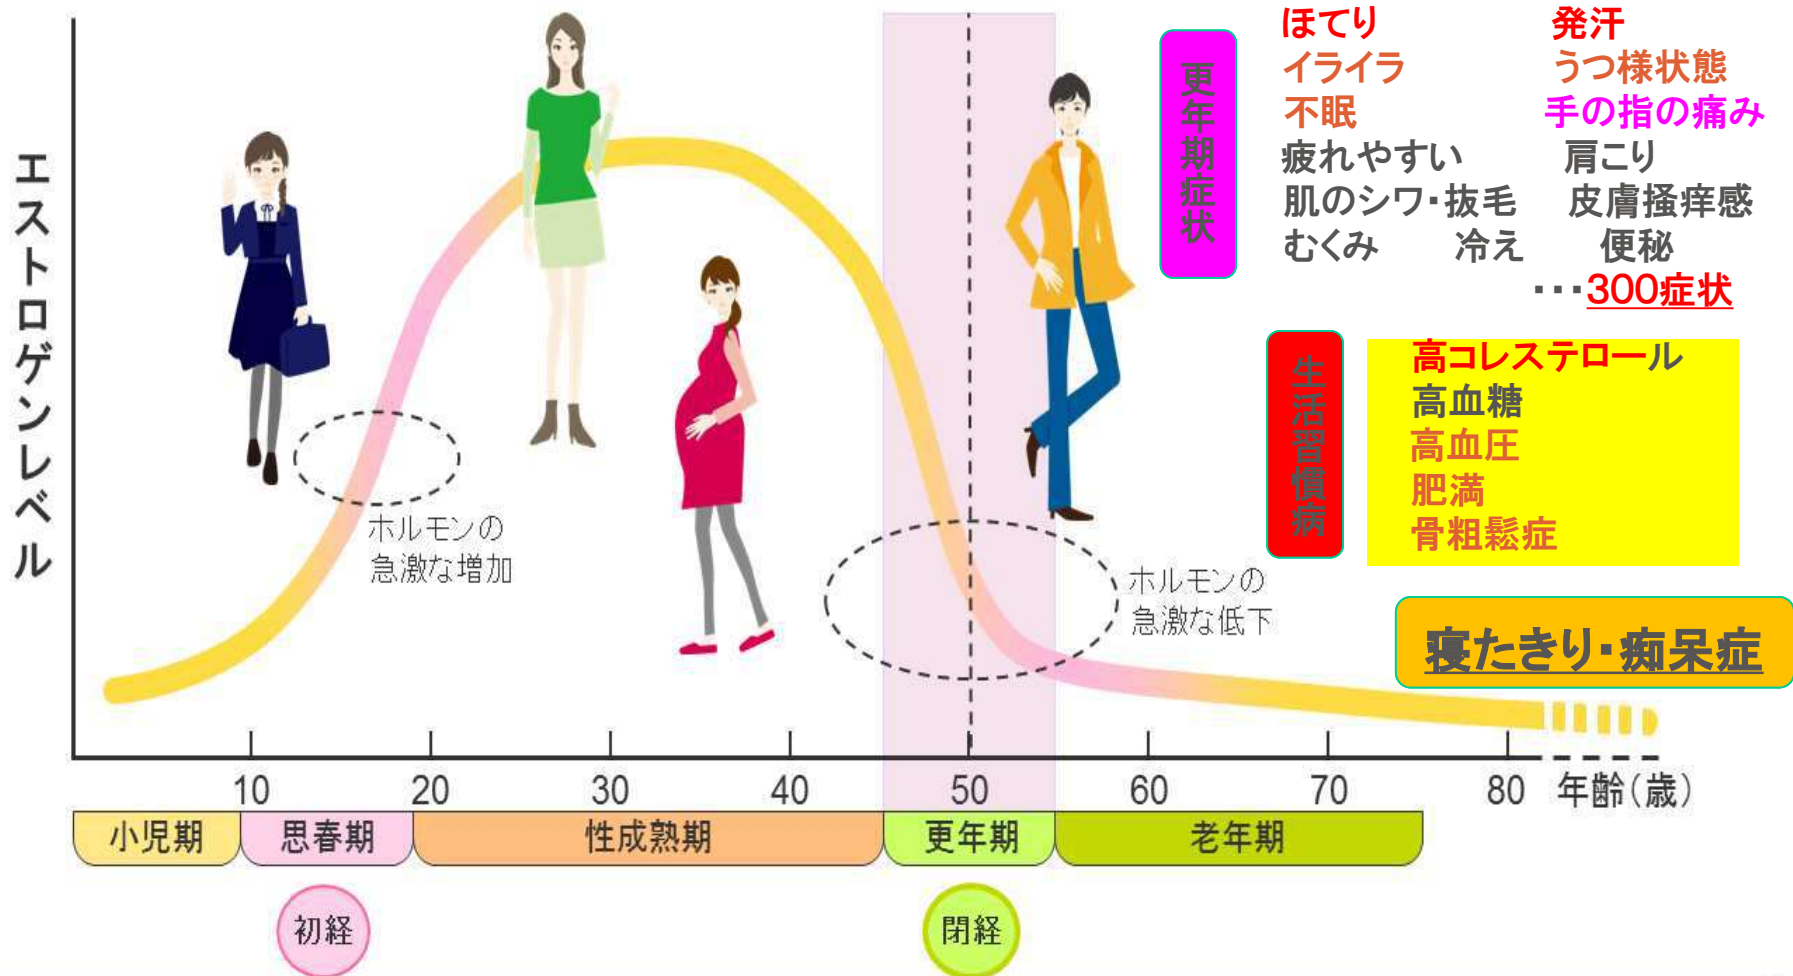 エストロゲンレベル
更年期症状
ほてり 発汗
イライラ うつ様状態
不眠 手の指の痛み
疲れやすい 肩こり
肌のシワ・抜毛 皮膚掻痒感
むくみ 冷え 便秘
・・・300症状
生活習慣病
高コレステロール
高血糖
高血圧
肥満
骨粗鬆症
ホルモンの
急激な増加
ホルモンの
急激な低下
寝たきり・痴呆症
10 20 30 40 50 60 70 80 年齢(歳)
小児期 思春期 性成熟期 更年期 老年期
初経 閉経